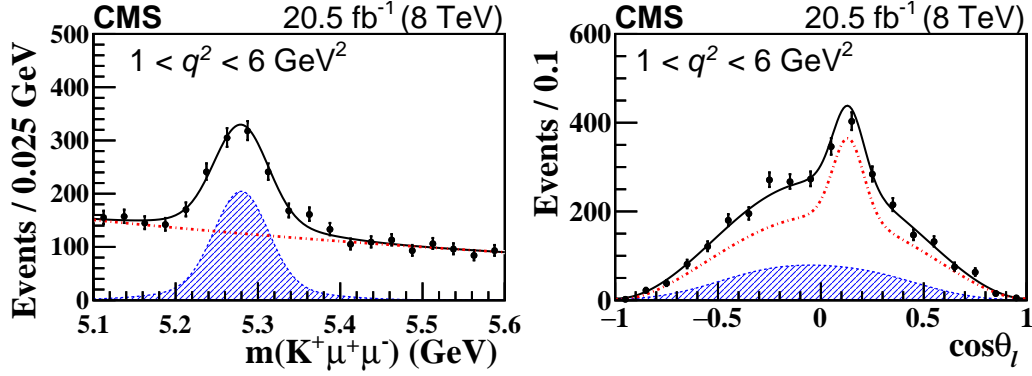 CMS 20.5 fb⁻¹ (8 TeV)
1 < q² < 6 GeV²
Events / 0.025 GeV
500
400
300
200
100
0
5.1 5.2 5.3 5.4 5.5 5.6
m(K⁺μ⁺μ⁻) (GeV)
CMS 20.5 fb⁻¹ (8 TeV)
1 < q² < 6 GeV²
Events / 0.1
600
400
200
0
−1 −0.5 0 0.5 1
cosθₗ